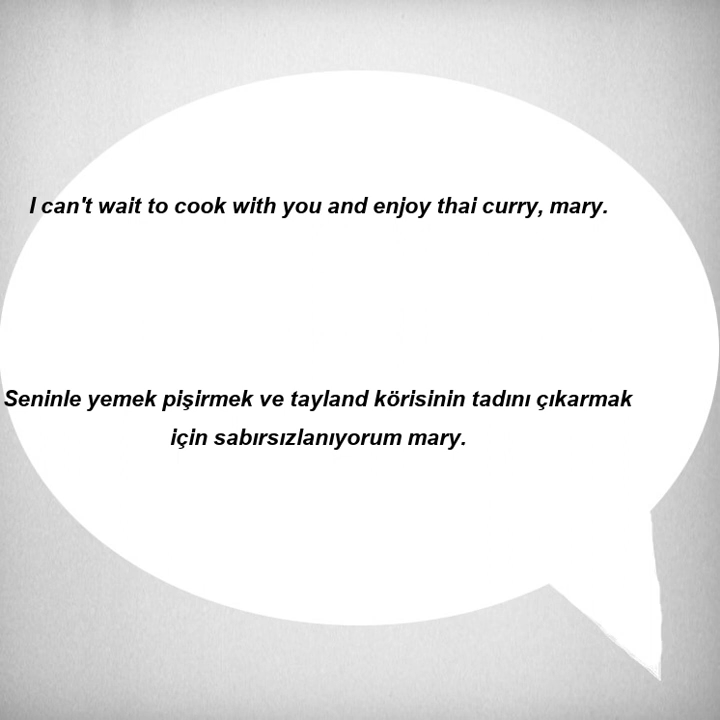 I can't wait to cook with you and enjoy thai curry, mary.
Seninle yemek pişirmek ve tayland körisinin tadını çıkarmak
için sabırsızlanıyorum mary.